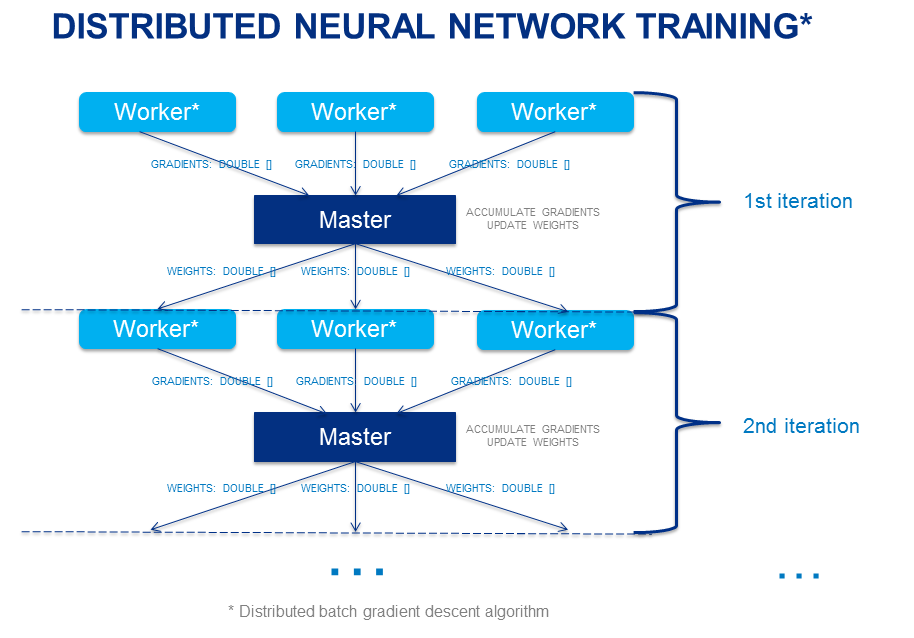 DISTRIBUTED NEURAL NETWORK TRAINING*
Worker* Worker* Worker*
GRADIENTS: DOUBLE [] GRADIENTS: DOUBLE [] GRADIENTS: DOUBLE []
1st iteration
Master
ACCUMULATE GRADIENTS
UPDATE WEIGHTS
WEIGHTS: DOUBLE [] WEIGHTS: DOUBLE [] WEIGHTS: DOUBLE []
Worker* Worker* Worker*
GRADIENTS: DOUBLE [] GRADIENTS: DOUBLE [] GRADIENTS: DOUBLE []
2nd iteration
Master
ACCUMULATE GRADIENTS
UPDATE WEIGHTS
WEIGHTS: DOUBLE [] WEIGHTS: DOUBLE [] WEIGHTS: DOUBLE []
... ...
* Distributed batch gradient descent algorithm